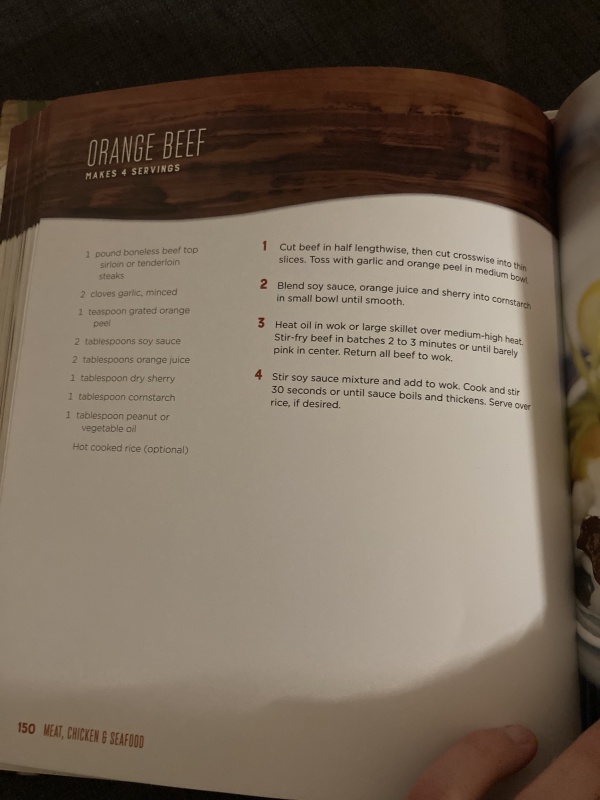 ORANGE BEEF
MAKES 4 SERVINGS
1 pound boneless beef top
sirloin or tenderloin
steaks
2 cloves garlic, minced
1 teaspoon grated orange
peel
2 tablespoons soy sauce
2 tablespoons orange juice
1 tablespoon dry sherry
1 tablespoon cornstarch
1 tablespoon peanut or
vegetable oil
Hot cooked rice (optional)
1 Cut beef in half lengthwise, then cut crosswise into thin
slices. Toss with garlic and orange peel in medium bowl.
2 Blend soy sauce, orange juice and sherry into cornstarch
in small bowl until smooth.
3 Heat oil in wok or large skillet over medium-high heat.
Stir-fry beef in batches 2 to 3 minutes or until barely
pink in center. Return all beef to wok.
4 Stir soy sauce mixture and add to wok. Cook and stir
30 seconds or until sauce boils and thickens. Serve over
rice, if desired.
150 MEAT, CHICKEN & SEAFOOD